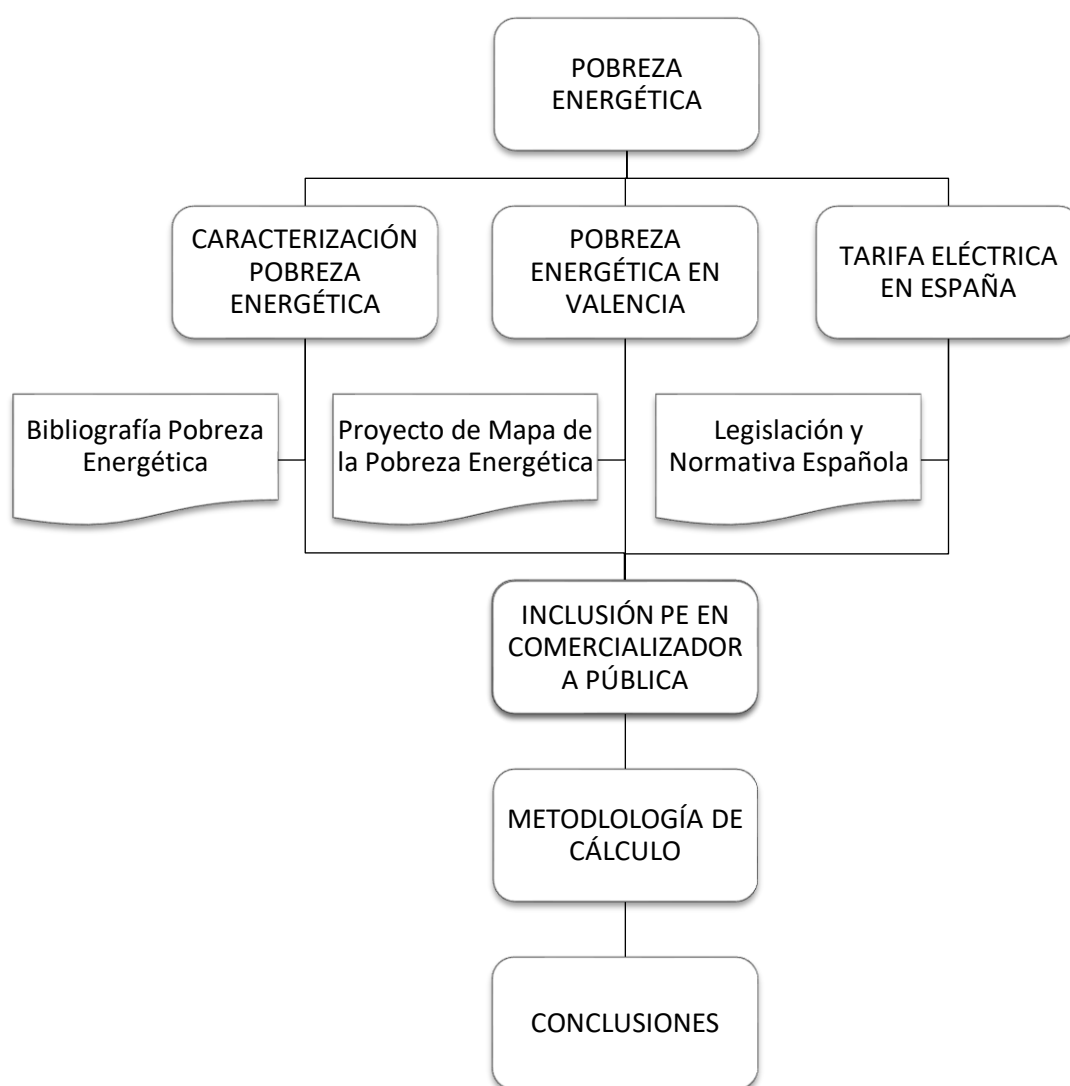 POBREZA
ENERGÉTICA
CARACTERIZACIÓN
POBREZA
ENERGÉTICA
POBREZA
ENERGÉTICA EN
VALENCIA
TARIFA ELÉCTRICA
EN ESPAÑA
Bibliografía Pobreza
Energética
Proyecto de Mapa de
la Pobreza Energética
Legislación y
Normativa Española
INCLUSIÓN PE EN
COMERCIALIZADOR
A PÚBLICA
METODLOLOGÍA DE
CÁLCULO
CONCLUSIONES